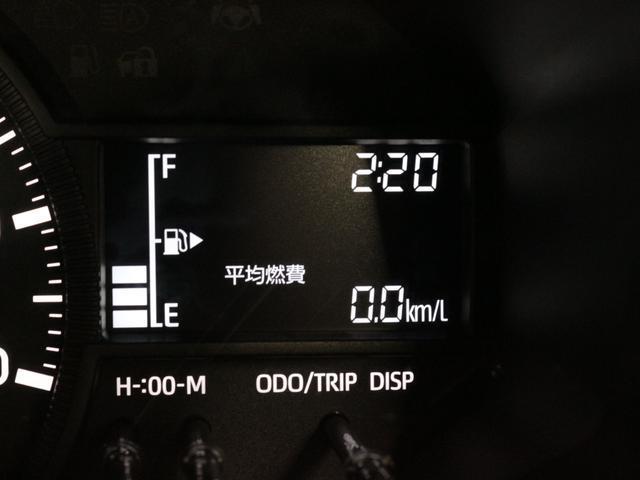 F
2:20
平均燃費
E
0.0km/L
H-:00-M
ODO/TRIP DISP